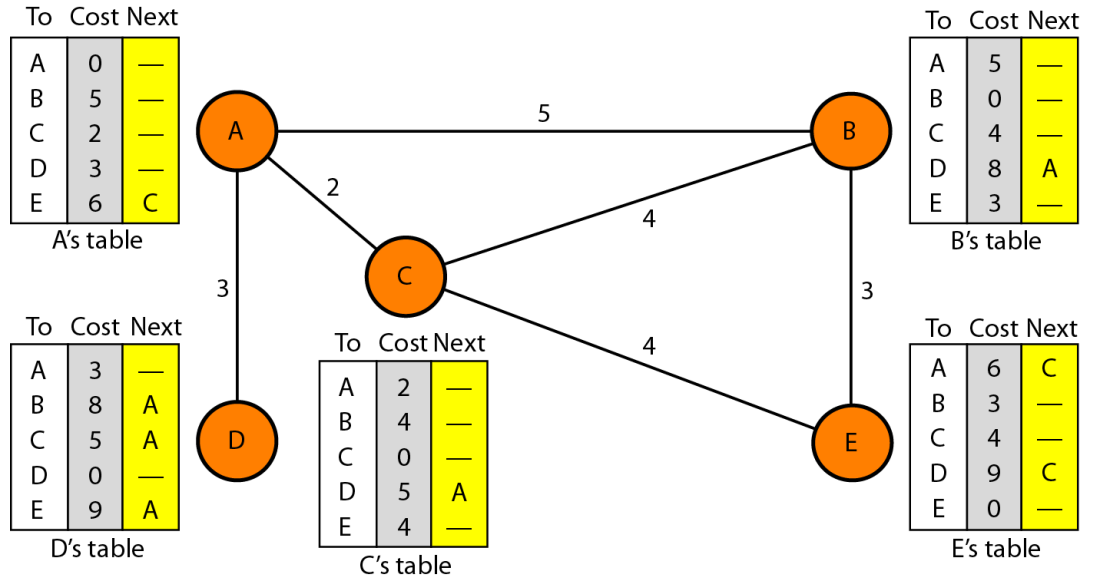 To Cost Next
A 0 —
B 5 —
C 2 —
D 3 —
E 6 C
A's table
To Cost Next
A 5 —
B 0 —
C 4 —
D 8 A
E 3 —
B's table
A
5
B
2
4
C
3
3
4
D
E
To Cost Next
A 3 —
B 8 A
C 5 A
D 0 —
E 9 A
D's table
To Cost Next
A 2 —
B 4 —
C 0 —
D 5 A
E 4 —
C's table
To Cost Next
A 6 C
B 3 —
C 4 —
D 9 C
E 0 —
E's table